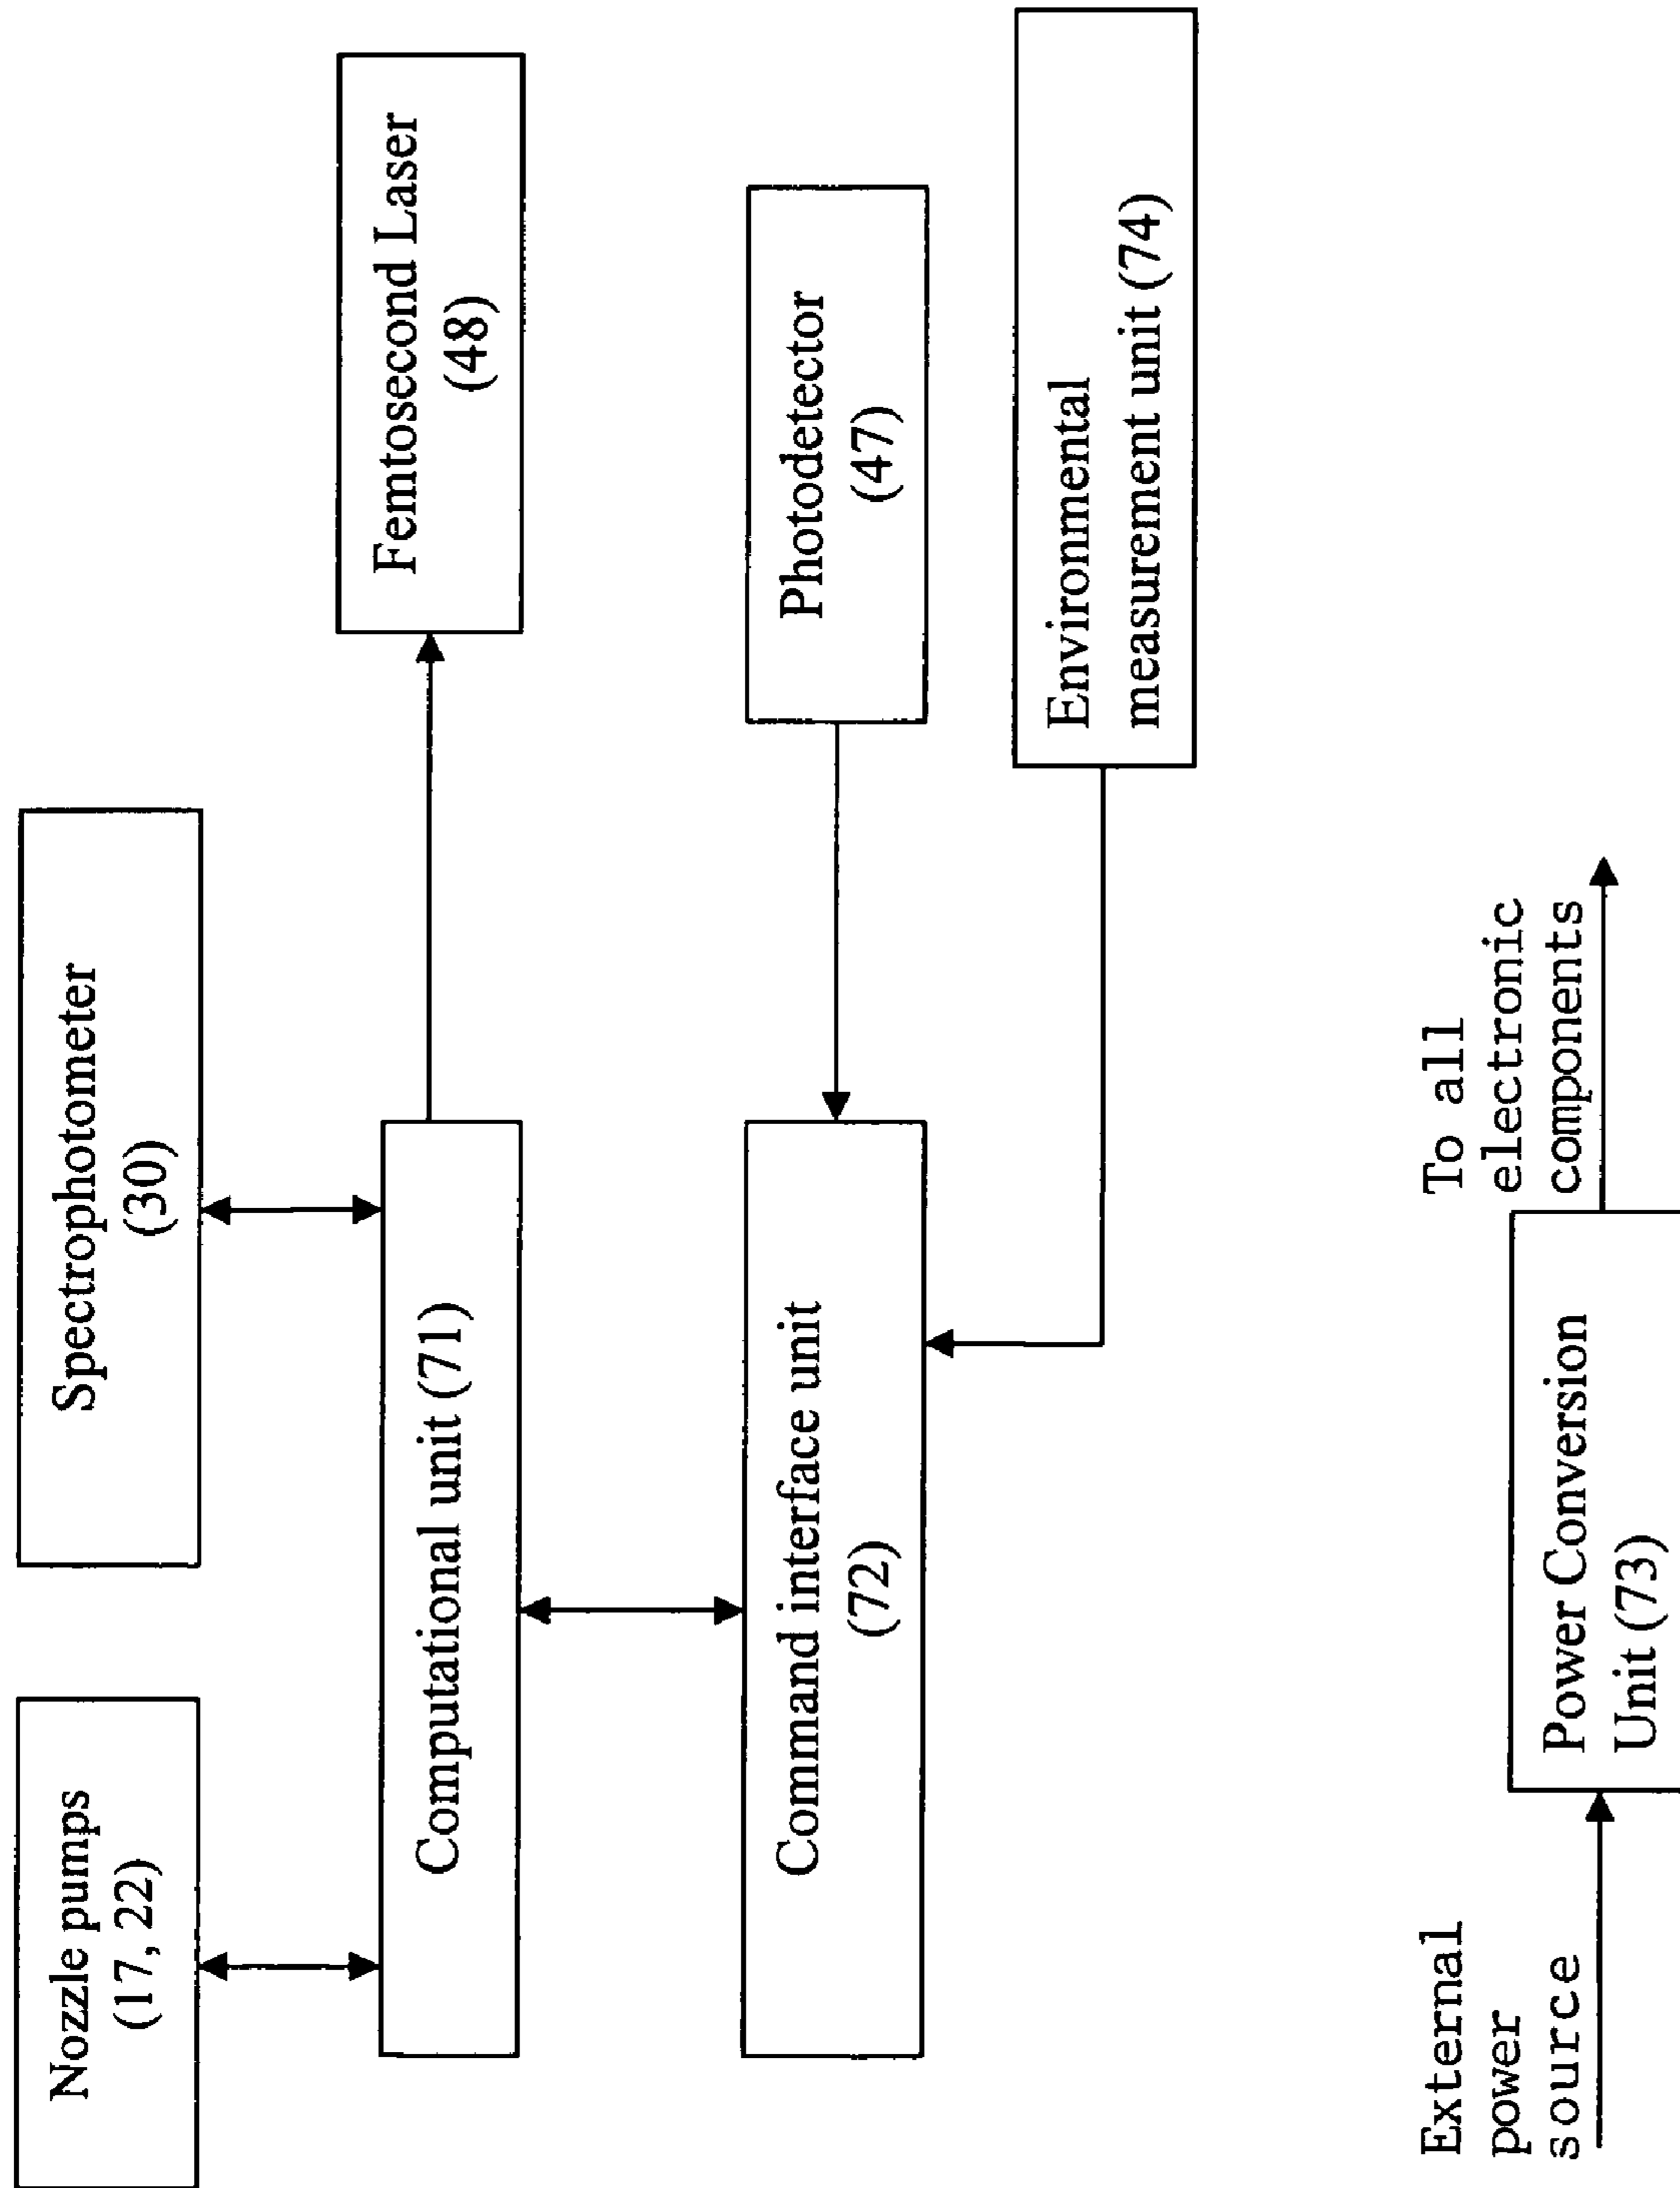 Nozzle pumps
(17, 22)
Spectrophotometer
(30)
Computational unit (71)
Femtosecond Laser
(48)
Command interface unit
(72)
Photodetector
(47)
Environmental
measurement unit (74)
External
power
source
Power Conversion
Unit (73)
To all
electronic
components